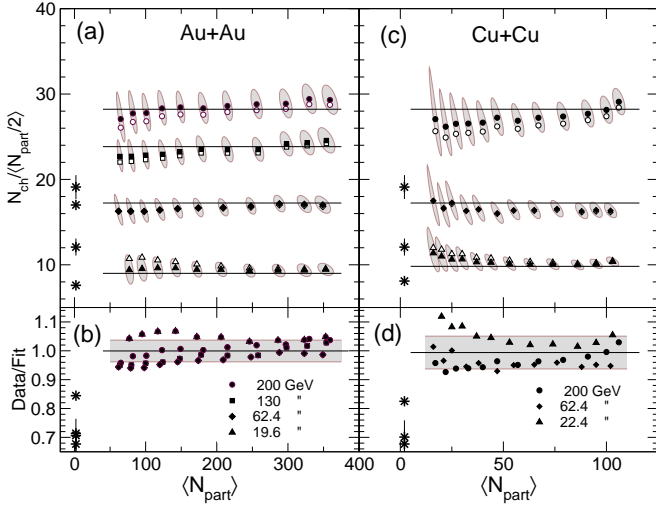 (a) Au+Au
(c) Cu+Cu
N_ch/⟨N_part/2⟩
40
30
20
10
(b)
(d)
Data/Fit
1.1
1.0
0.9
0.8
0.7
200 GeV
130 "
62.4 "
19.6 "
200 GeV
62.4 "
22.4 "
0 100 200 300 400
0 50 100
⟨N_part⟩
⟨N_part⟩